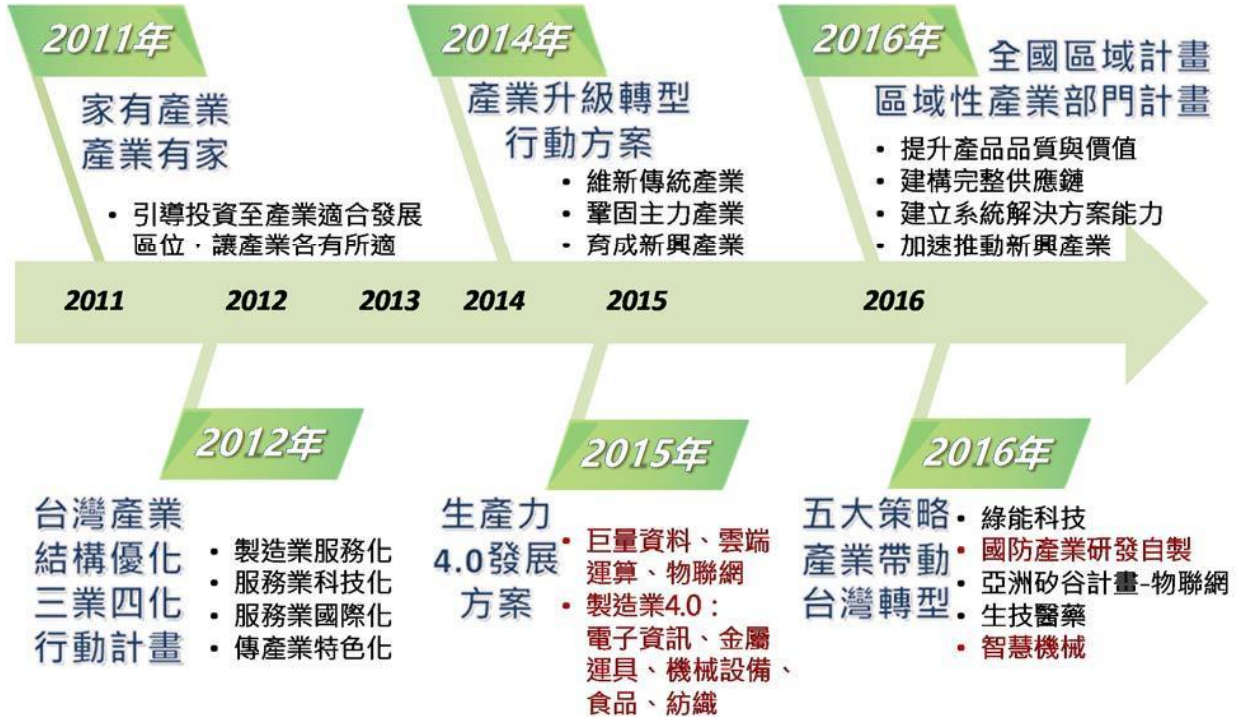 2011年
家有產業
產業有家
• 引導投資至產業適合發展
區位，讓產業各有所適
2014年
產業升級轉型
行動方案
• 維新傳統產業
• 鞏固主力產業
• 育成新興產業
2016年
全國區域計畫
區域性產業部門計畫
• 提升產品品質與價值
• 建構完整供應鏈
• 建立系統解決方案能力
• 加速推動新興產業
2011 2012 2013 2014 2015 2016
2012年
台灣產業
結構優化
三業四化
行動計畫
• 製造業服務化
• 服務業科技化
• 服務業國際化
• 傳產業特色化
2015年
生產力
4.0發展
方案
• 巨量資料、雲端
運算、物聯網
• 製造業4.0：
電子資訊、金屬
運具、機械設備、
食品、紡織
2016年
五大策略
產業帶動
台灣轉型
• 綠能科技
• 國防產業研發自製
• 亞洲矽谷計畫-物聯網
• 生技醫藥
• 智慧機械